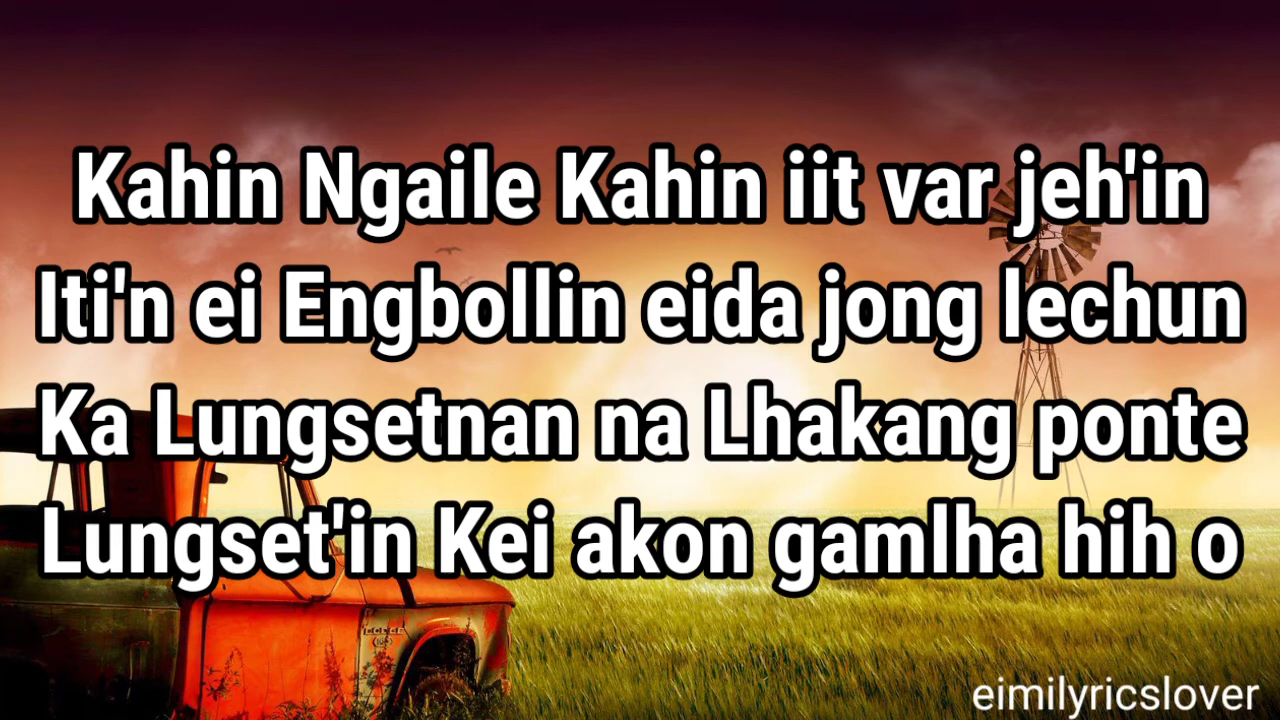 Kahin Ngaile Kahin iit var jeh'in
Iti'n ei Engbollin eida jong lechun
Ka Lungsetnan na Lhakang ponte
Lungset'in Kei akon gamlha hih o
DODGE
eimilyricslover